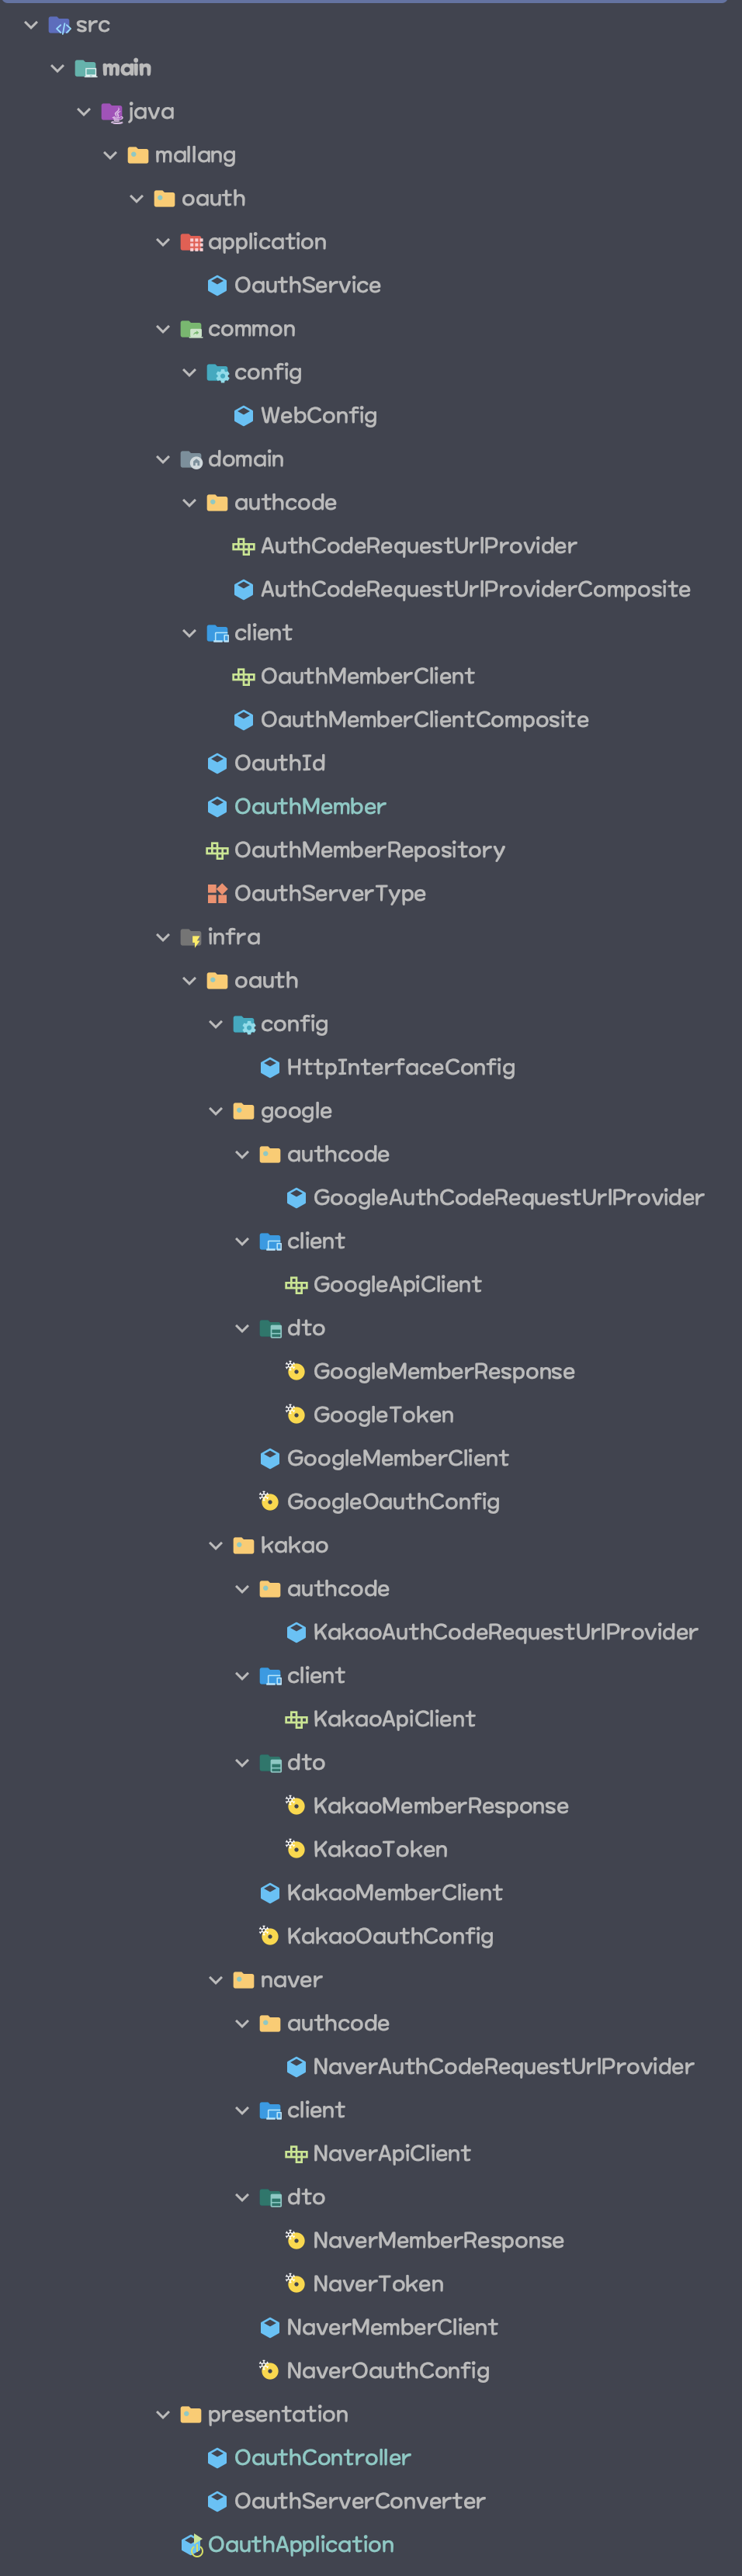 src
main
java
mallang
oauth
application
OauthService
common
config
WebConfig
domain
authcode
AuthCodeRequestUrlProvider
AuthCodeRequestUrlProviderComposite
client
OauthMemberClient
OauthMemberClientComposite
OauthId
OauthMember
OauthMemberRepository
OauthServerType
infra
oauth
config
HttpInterfaceConfig
google
authcode
GoogleAuthCodeRequestUrlProvider
client
GoogleApiClient
dto
GoogleMemberResponse
GoogleToken
GoogleMemberClient
GoogleOauthConfig
kakao
authcode
KakaoAuthCodeRequestUrlProvider
client
KakaoApiClient
dto
KakaoMemberResponse
KakaoToken
KakaoMemberClient
KakaoOauthConfig
naver
authcode
NaverAuthCodeRequestUrlProvider
client
NaverApiClient
dto
NaverMemberResponse
NaverToken
NaverMemberClient
NaverOauthConfig
presentation
OauthController
OauthServerConverter
OauthApplication